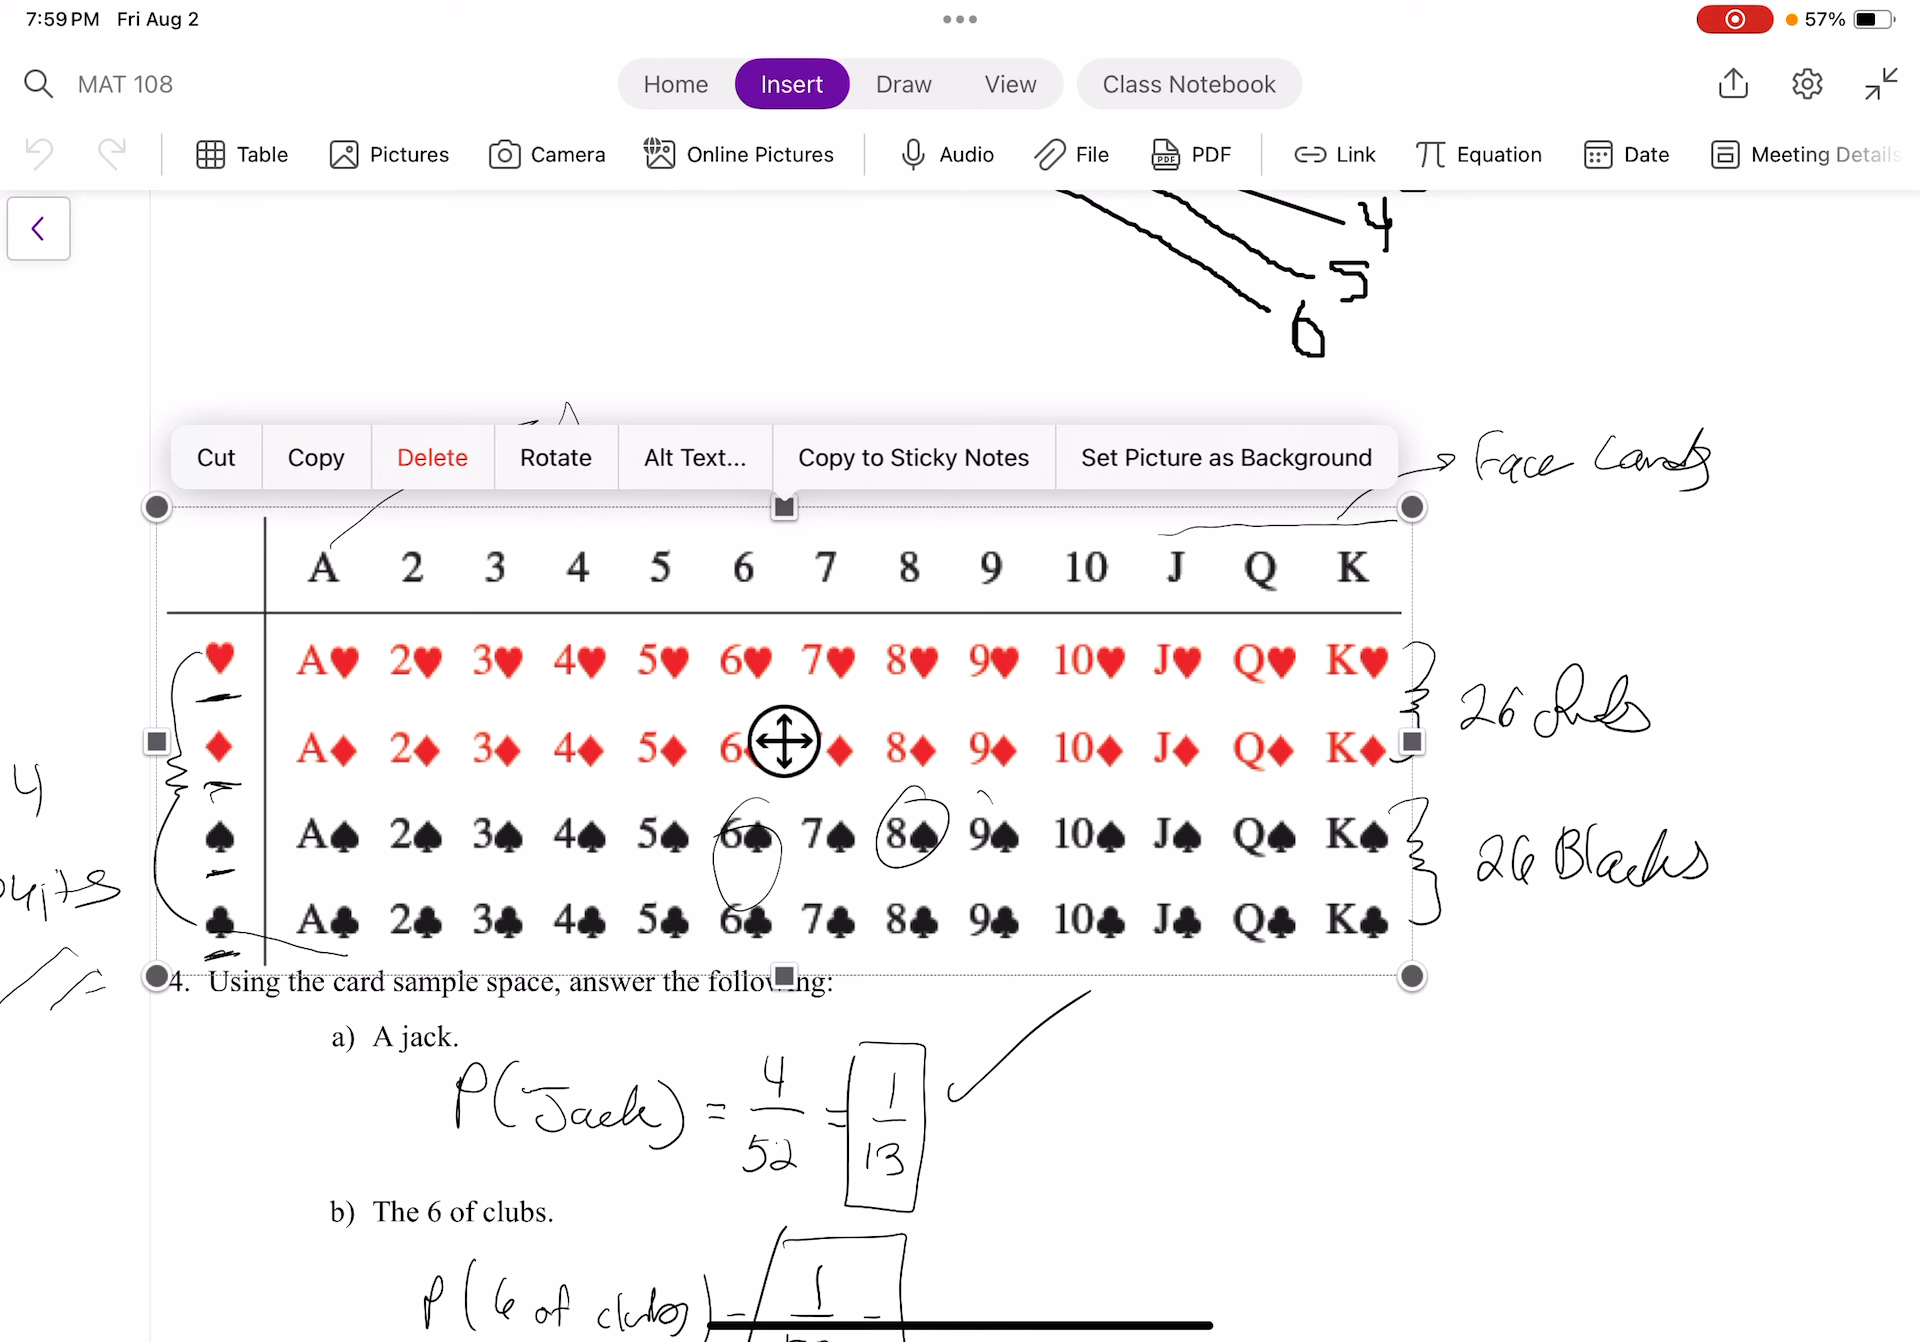 7:59 PM Fri Aug 2
57%
MAT 108
Home Insert Draw View Class Notebook
Table Pictures Camera Online Pictures Audio File PDF Link Equation Date Meeting Details
4
5
6
Cut Copy Delete Rotate Alt Text... Copy to Sticky Notes Set Picture as Background
Face Cards
A 2 3 4 5 6 7 8 9 10 J Q K
♥ A♥ 2♥ 3♥ 4♥ 5♥ 6♥ 7♥ 8♥ 9♥ 10♥ J♥ Q♥ K♥
26
♦ A♦ 2♦ 3♦ 4♦ 5♦ 6 ♦ 8♦ 9♦ 10♦ J♦ Q♦ K♦
4
♠ A♠ 2♠ 3♠ 4♠ 5♠ 6♠ 7♠ 8♠ 9♠ 10♠ J♠ Q♠ K♠
26 Blacks
uits
♣ A♣ 2♣ 3♣ 4♣ 5♣ 6♣ 7♣ 8♣ 9♣ 10♣ J♣ Q♣ K♣
4. Using the card sample space, answer the following:
a) A jack.
P(Jack) = 4/52 = 1/13
b) The 6 of clubs.
P(6 of clubs) = 1